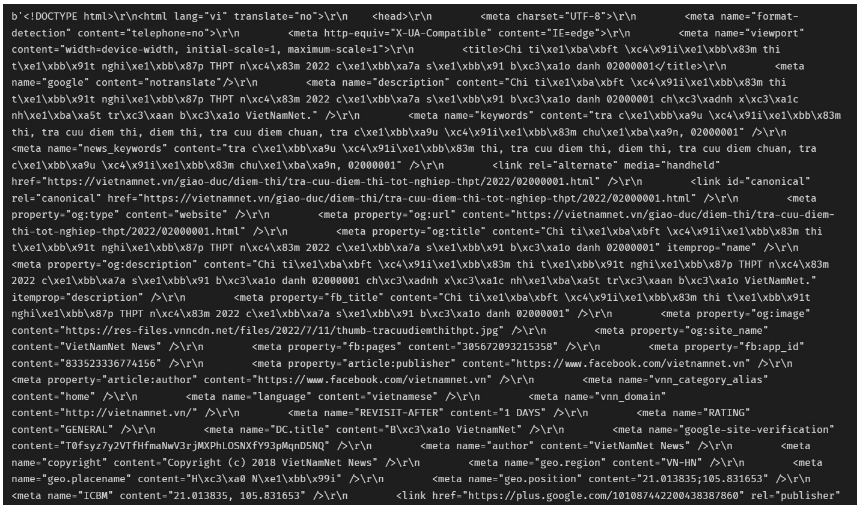 b'<!DOCTYPE html>\r\n<html lang="vi" translate="no">\r\n    <head>\r\n        <meta charset="UTF-8">\r\n        <meta name="format-
detection" content="telephone=no">\r\n        <meta http-equiv="X-UA-Compatible" content="IE=edge">\r\n        <meta name="viewport"
content="width=device-width, initial-scale=1, maximum-scale=1">\r\n        <title>Chi ti\xe1\xba\xbft \xc4\x91i\xe1\xbb\x83m thi
t\xe1\xbb\x91t nghi\xe1\xbb\x87p THPT n\xc4\x83m 2022 c\xe1\xbb\xa7a s\xe1\xbb\x91 b\xc3\xa1o danh 02000001</title>\r\n        <meta
name="google" content="notranslate"/>\r\n        <meta name="description" content="Chi ti\xe1\xba\xbft \xc4\x91i\xe1\xbb\x83m thi
t\xe1\xbb\x91t nghi\xe1\xbb\x87p THPT n\xc4\x83m 2022 c\xe1\xbb\xa7a s\xe1\xbb\x91 b\xc3\xa1o danh 02000001 ch\xc3\xadnh x\xc3\xa1c
nh\xe1\xba\xa5t tr\xc3\xaan b\xc3\xa1o VietNamNet." />\r\n        <meta name="keywords" content="tra c\xe1\xbb\xa9u \xc4\x91i\xe1\xbb\x83m
thi, tra cuu diem thi, diem thi, tra cuu diem chuan, tra c\xe1\xbb\xa9u \xc4\x91i\xe1\xbb\x83m chu\xe1\xba\xa9n, 02000001" />\r\n
<meta name="news_keywords" content="tra c\xe1\xbb\xa9u \xc4\x91i\xe1\xbb\x83m thi, tra cuu diem thi, diem thi, tra cuu diem chuan, tra
c\xe1\xbb\xa9u \xc4\x91i\xe1\xbb\x83m chu\xe1\xba\xa9n, 02000001" />\r\n        <link rel="alternate" media="handheld"
href="https://vietnamnet.vn/giao-duc/diem-thi/tra-cuu-diem-thi-tot-nghiep-thpt/2022/02000001.html" />\r\n        <link id="canonical"
rel="canonical" href="https://vietnamnet.vn/giao-duc/diem-thi/tra-cuu-diem-thi-tot-nghiep-thpt/2022/02000001.html" />\r\n        <meta
property="og:type" content="website" />\r\n        <meta property="og:url" content="https://vietnamnet.vn/giao-duc/diem-thi/tra-cuu-diem-
thi-tot-nghiep-thpt/2022/02000001.html" />\r\n        <meta property="og:title" content="Chi ti\xe1\xba\xbft \xc4\x91i\xe1\xbb\x83m thi
t\xe1\xbb\x91t nghi\xe1\xbb\x87p THPT n\xc4\x83m 2022 c\xe1\xbb\xa7a s\xe1\xbb\x91 b\xc3\xa1o danh 02000001" itemprop="name" />\r\n
<meta property="og:description" content="Chi ti\xe1\xba\xbft \xc4\x91i\xe1\xbb\x83m thi t\xe1\xbb\x91t nghi\xe1\xbb\x87p THPT n\xc4\x83m
2022 c\xe1\xbb\xa7a s\xe1\xbb\x91 b\xc3\xa1o danh 02000001 ch\xc3\xadnh x\xc3\xa1c nh\xe1\xba\xa5t tr\xc3\xaan b\xc3\xa1o VietNamNet."
itemprop="description" />\r\n        <meta property="fb_title" content="Chi ti\xe1\xba\xbft \xc4\x91i\xe1\xbb\x83m thi t\xe1\xbb\x91t
nghi\xe1\xbb\x87p THPT n\xc4\x83m 2022 c\xe1\xbb\xa7a s\xe1\xbb\x91 b\xc3\xa1o danh 02000001" />\r\n        <meta property="og:image"
content="https://res-files.vnncdn.net/files/2022/7/11/thumb-tracuudiemthithpt.jpg" />\r\n        <meta property="og:site_name"
content="VietNamNet News" />\r\n        <meta property="fb:pages" content="305672093215358" />\r\n        <meta property="fb:app_id"
content="833523336774156" />\r\n        <meta property="article:publisher" content="https://www.facebook.com/vietnamnet.vn" />\r\n
<meta property="article:author" content="https://www.facebook.com/vietnamnet.vn" />\r\n        <meta name="vnn_category_alias"
content="home" />\r\n        <meta name="language" content="vietnamese" />\r\n        <meta name="vnn_domain"
content="http://vietnamnet.vn/" />\r\n        <meta name="REVISIT-AFTER" content="1 DAYS" />\r\n        <meta name="RATING"
content="GENERAL" />\r\n        <meta name="DC.title" content="B\xc3\xa1o VietnamNet" />\r\n        <meta name="google-site-verification"
content="T0fsyz7y2VTfHfmaNwV3rjMXPhLOSNXfY93pMqnD5NQ" />\r\n        <meta name="author" content="VietNamNet News" />\r\n        <meta
name="copyright" content="Copyright (c) 2018 VietNamNet News" />\r\n        <meta name="geo.region" content="VN-HN" />\r\n        <meta
name="geo.placename" content="H\xc3\xa0 N\xe1\xbb\x99i" />\r\n        <meta name="geo.position" content="21.013835;105.831653" />\r\n
<meta name="ICBM" content="21.013835, 105.831653" />\r\n        <link href="https://plus.google.com/101087442200438387860" rel="publisher"